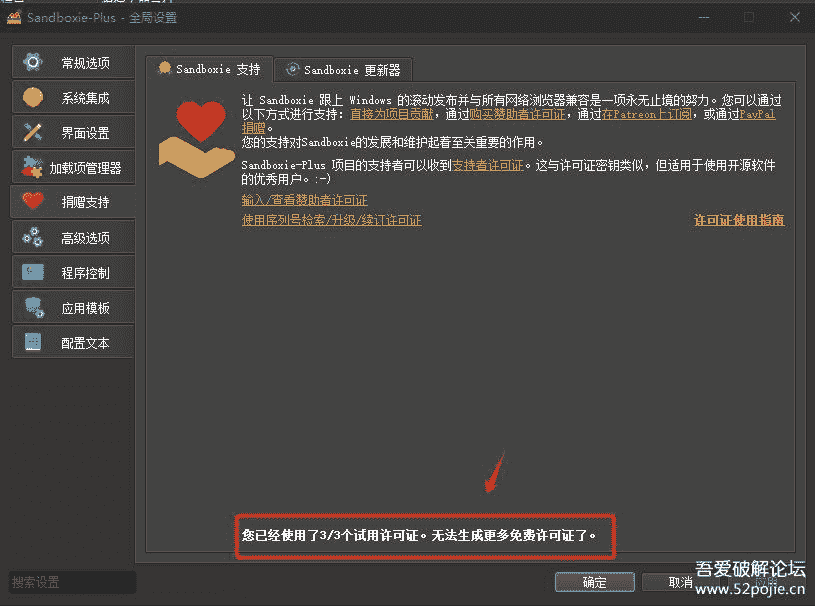 Sandboxie-Plus - 全局设置
常规选项
系统集成
界面设置
加载项管理器
捐赠支持
高级选项
程序控制
应用模板
配置文本
搜索设置
Sandboxie 支持
Sandboxie 更新器
让 Sandboxie 跟上 Windows 的滚动发布并与所有网络浏览器兼容是一项永无止境的努力。您可以通过
以下方式进行支持：直接为项目贡献，通过购买赞助者许可证，通过在Patreon上订阅，或通过PayPal
捐赠。
您的支持对Sandboxie的发展和维护起着至关重要的作用。
Sandboxie-Plus 项目的支持者可以收到支持者许可证。这与许可证密钥类似，但适用于使用开源软件
的优秀用户。:-)
输入/查看赞助者许可证
使用序列号检索/升级/续订许可证
许可证使用指南
您已经使用了3/3个试用许可证。无法生成更多免费许可证了。
确定
取消
应用
吾爱破解论坛
www.52pojie.cn